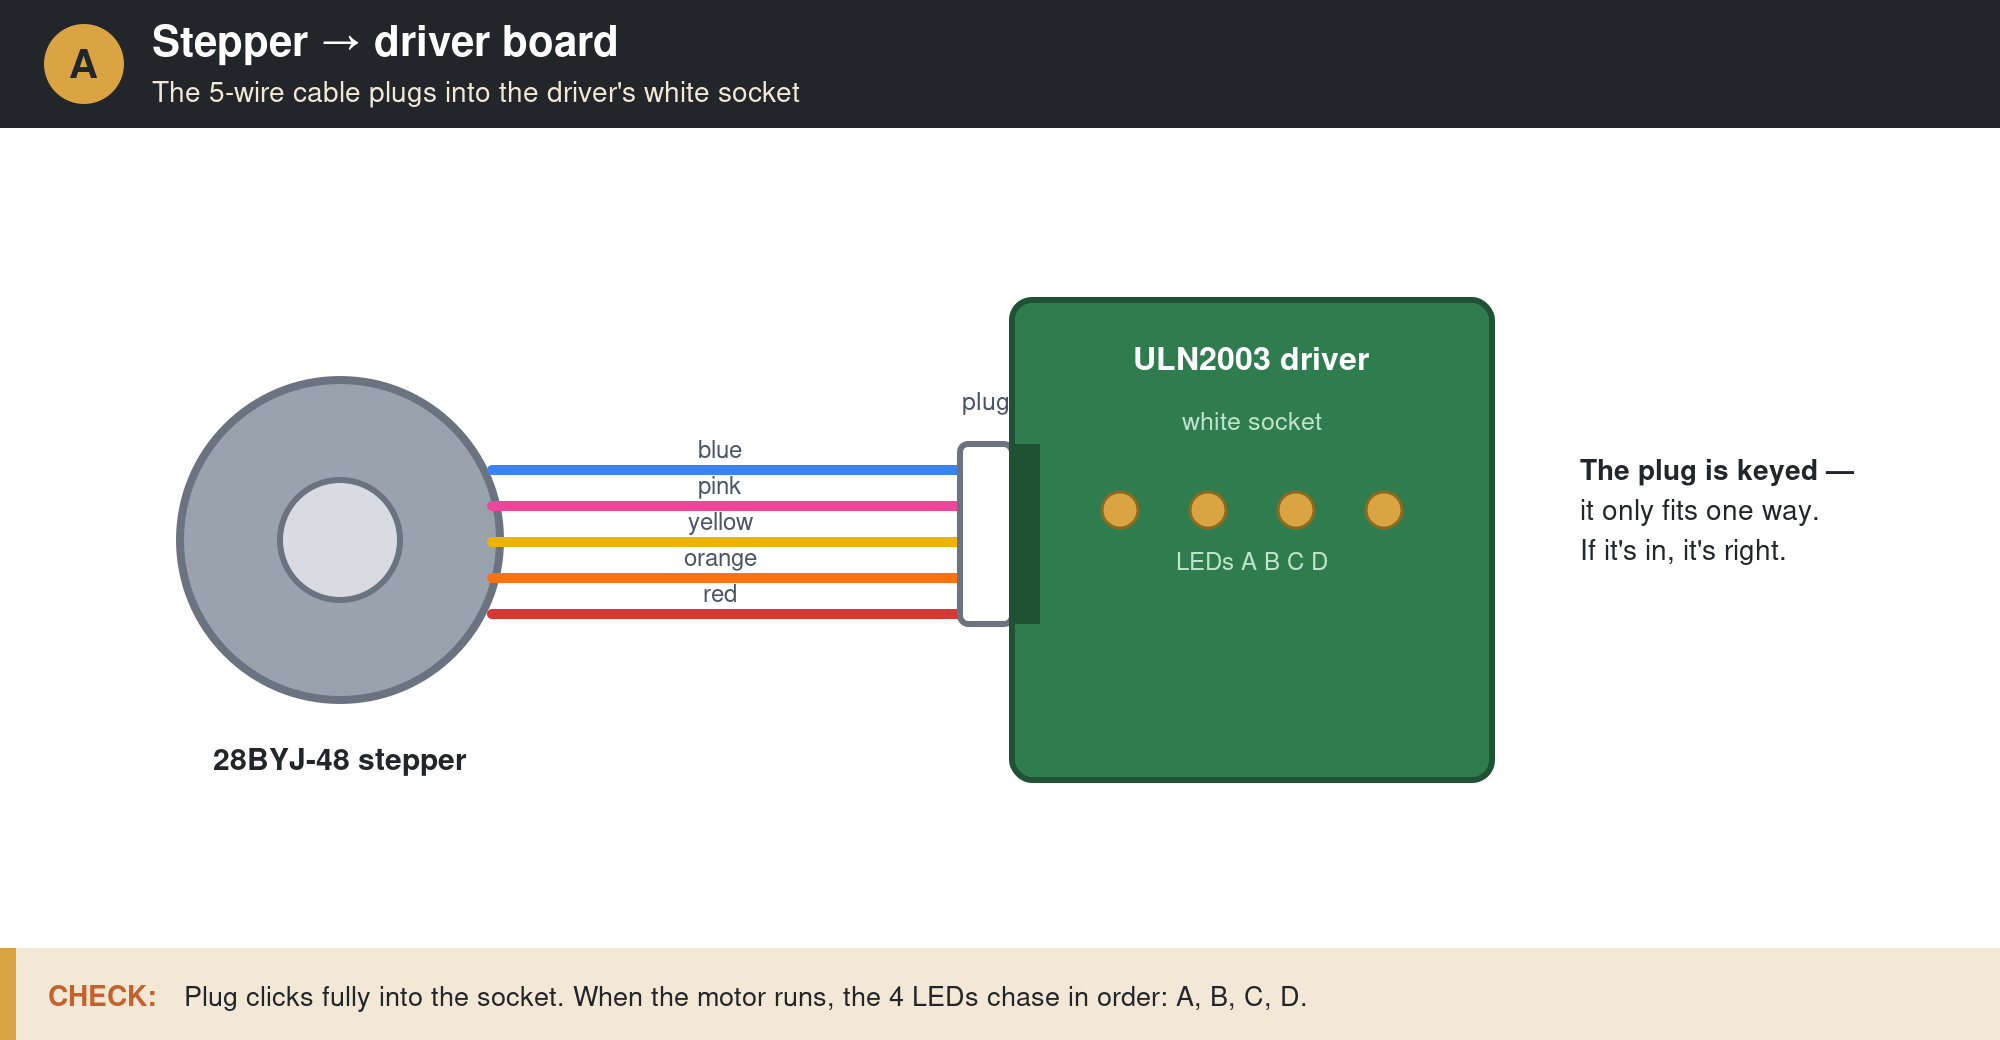 A
Stepper → driver board
The 5-wire cable plugs into the driver's white socket
ULN2003 driver
plug
white socket
blue
pink
yellow
orange
red
LEDs A B C D
The plug is keyed —
it only fits one way.
If it's in, it's right.
28BYJ-48 stepper
CHECK: Plug clicks fully into the socket. When the motor runs, the 4 LEDs chase in order: A, B, C, D.